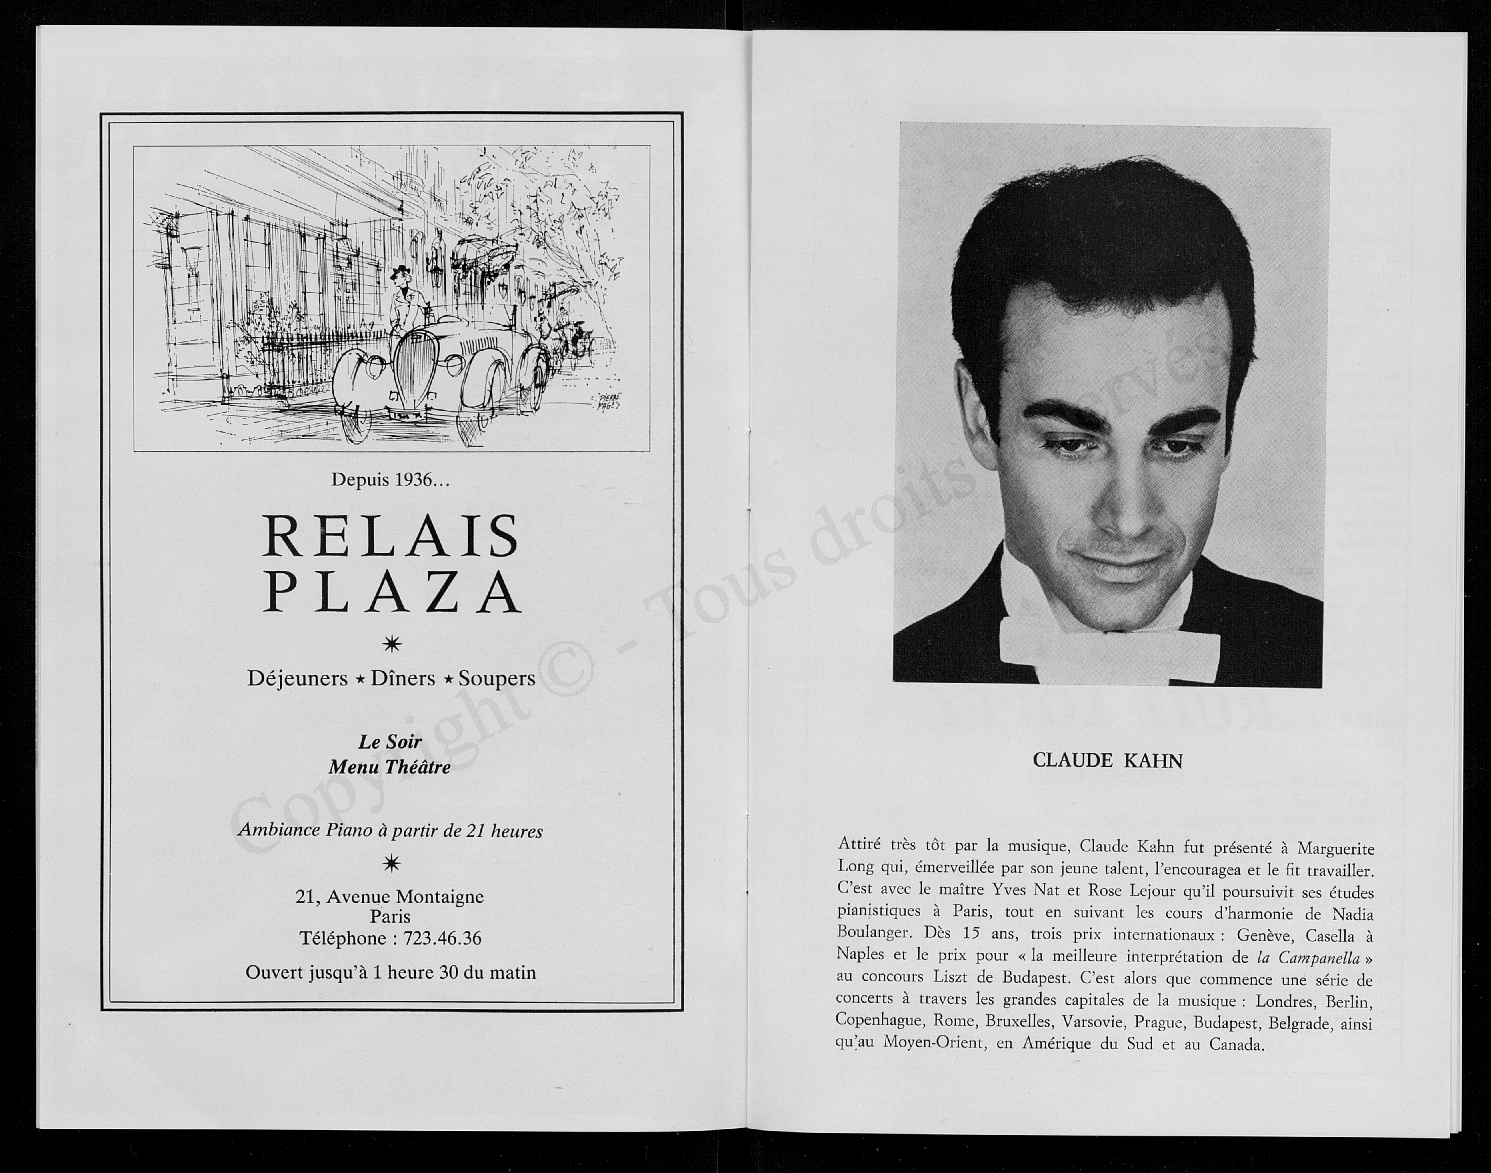 PIERRE
PAGES
Depuis 1936...
RELAIS
PLAZA
Déjeuners ★ Dîners ★ Soupers
Le Soir
Menu Théâtre
Ambiance Piano à partir de 21 heures
21, Avenue Montaigne
Paris
Téléphone : 723.46.36
Ouvert jusqu'à 1 heure 30 du matin
CLAUDE KAHN
Attiré très tôt par la musique, Claude Kahn fut présenté à Marguerite
Long qui, émerveillée par son jeune talent, l'encouragea et le fit travailler.
C'est avec le maître Yves Nat et Rose Lejour qu'il poursuivit ses études
pianistiques à Paris, tout en suivant les cours d'harmonie de Nadia
Boulanger. Dès 15 ans, trois prix internationaux : Genève, Casella à
Naples et le prix pour « la meilleure interprétation de la Campanella »
au concours Liszt de Budapest. C'est alors que commence une série de
concerts à travers les grandes capitales de la musique : Londres, Berlin,
Copenhague, Rome, Bruxelles, Varsovie, Prague, Budapest, Belgrade, ainsi
qu'au Moyen-Orient, en Amérique du Sud et au Canada.
Copyright © - Tous droits